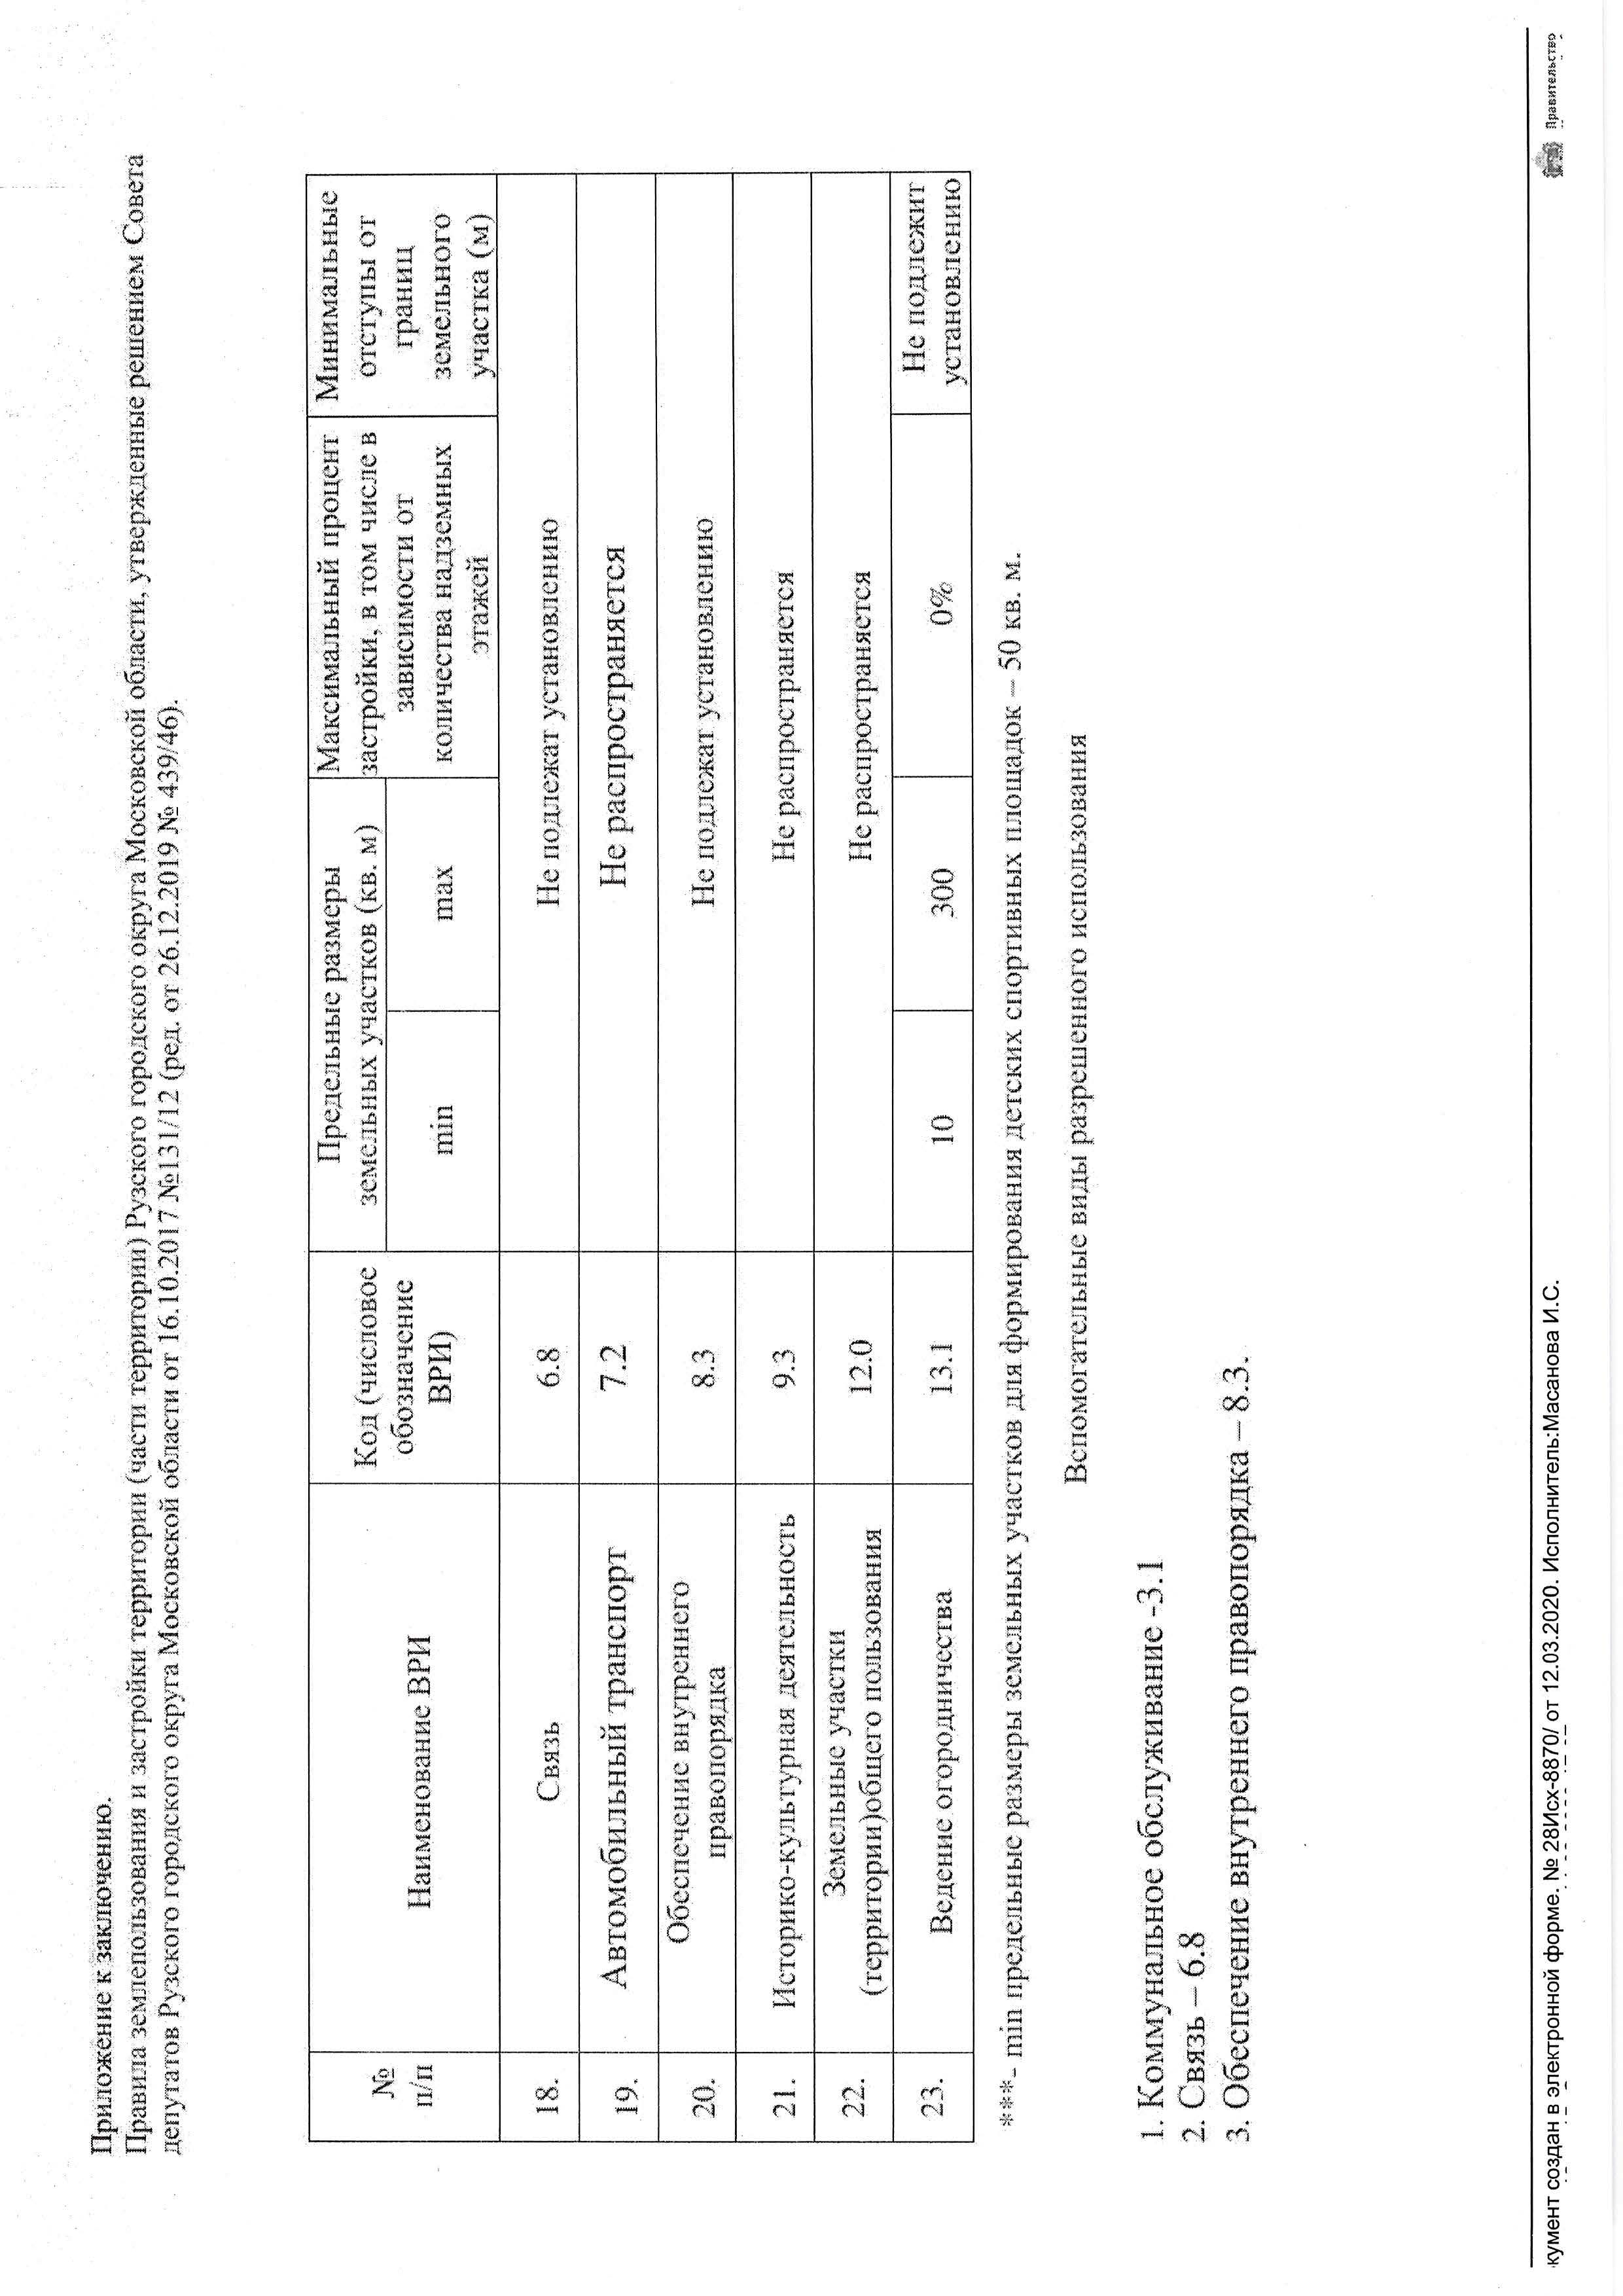 Приложение к заключению.
Правила землепользования и застройки территории (части территории) Рузского городского округа Московской области, утвержденные решением Совета
депутатов Рузского городского округа Московской области от 16.10.2017 №131/12 (ред. от 26.12.2019 № 439/46).
№
п/п
Наименование ВРИ
Код (числовое
обозначение
ВРИ)
Предельные размеры
земельных участков (кв. м)
min
max
Максимальный процент
застройки, в том числе в
зависимости от
количества надземных
этажей
Минимальные
отступы от
границ
земельного
участка (м)
18.
Связь
6.8
Не подлежат установлению
19.
Автомобильный транспорт
7.2
Не распространяется
20.
Обеспечение внутреннего
правопорядка
8.3
Не подлежат установлению
21.
Историко-культурная деятельность
9.3
Не распространяется
22.
Земельные участки
(территории)общего пользования
12.0
Не распространяется
23.
Ведение огородничества
13.1
10
300
0%
Не подлежит
установлению
***- min предельные размеры земельных участков для формирования детских спортивных площадок – 50 кв. м.
Вспомогательные виды разрешенного использования
1. Коммунальное обслуживание -3.1
2. Связь – 6.8
3. Обеспечение внутреннего правопорядка – 8.3.
кумент создан в электронной форме. № 28Исх-8870/ от 12.03.2020. Исполнитель:Масанова И.С.
Правительство